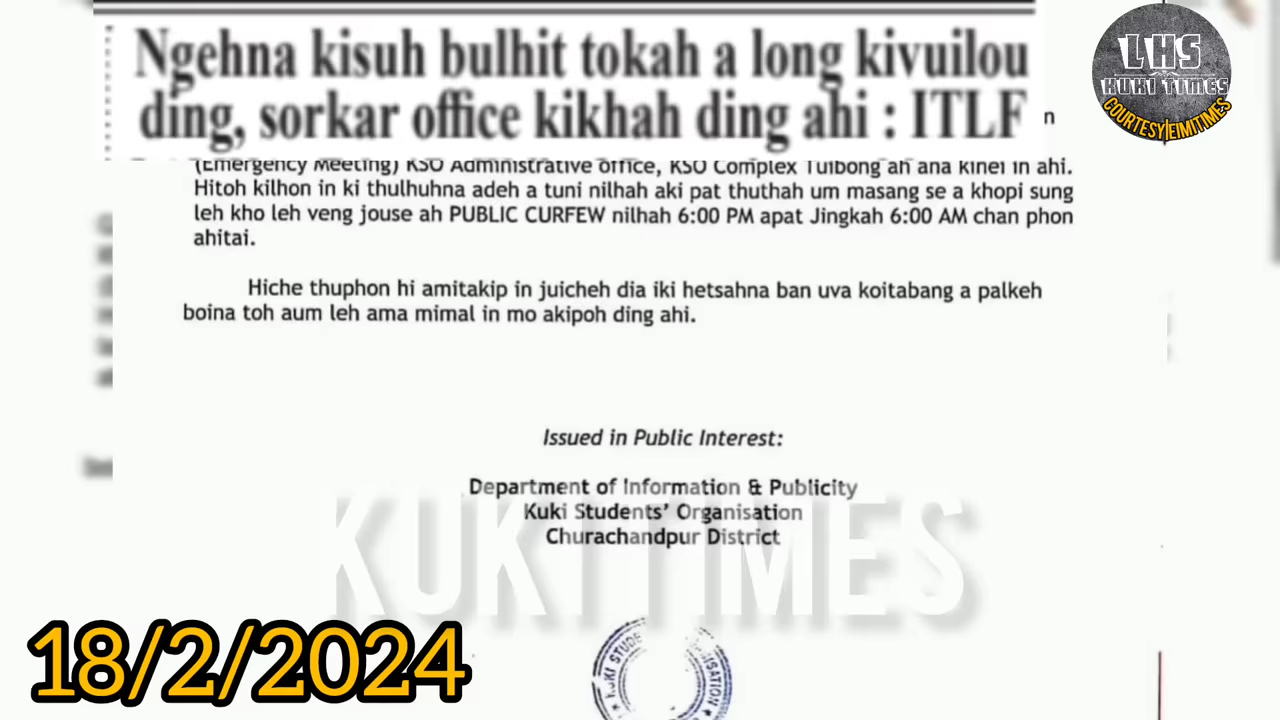 Ngehna kisuh bulhit tokah a long kivuilou
ding, sorkar office kikhah ding ahi : ITLF
n
(Emergency Meeting) KSO Administrative office, KSO Complex Tuibong ah ana kinei in ahi.
Hitoh kilhon in ki thulhuhna adeh a tuni nilhah aki pat thuthah um masang se a khopi sung
leh kho leh veng jouse ah PUBLIC CURFEW nilhah 6:00 PM apat Jingkah 6:00 AM chan phon
ahitai.
Hiche thuphon hi amitakip in juicheh dia iki hetsahna ban uva koitabang a palkeh
boina toh aum leh ama mimal in mo akipoh ding ahi.
Issued in Public Interest:
Department of Information & Publicity
Kuki Students' Organisation
Churachandpur District
KUKI TIMES
18/2/2024
LHS
KUKI TIMES
COURTESY|EIMITIMES